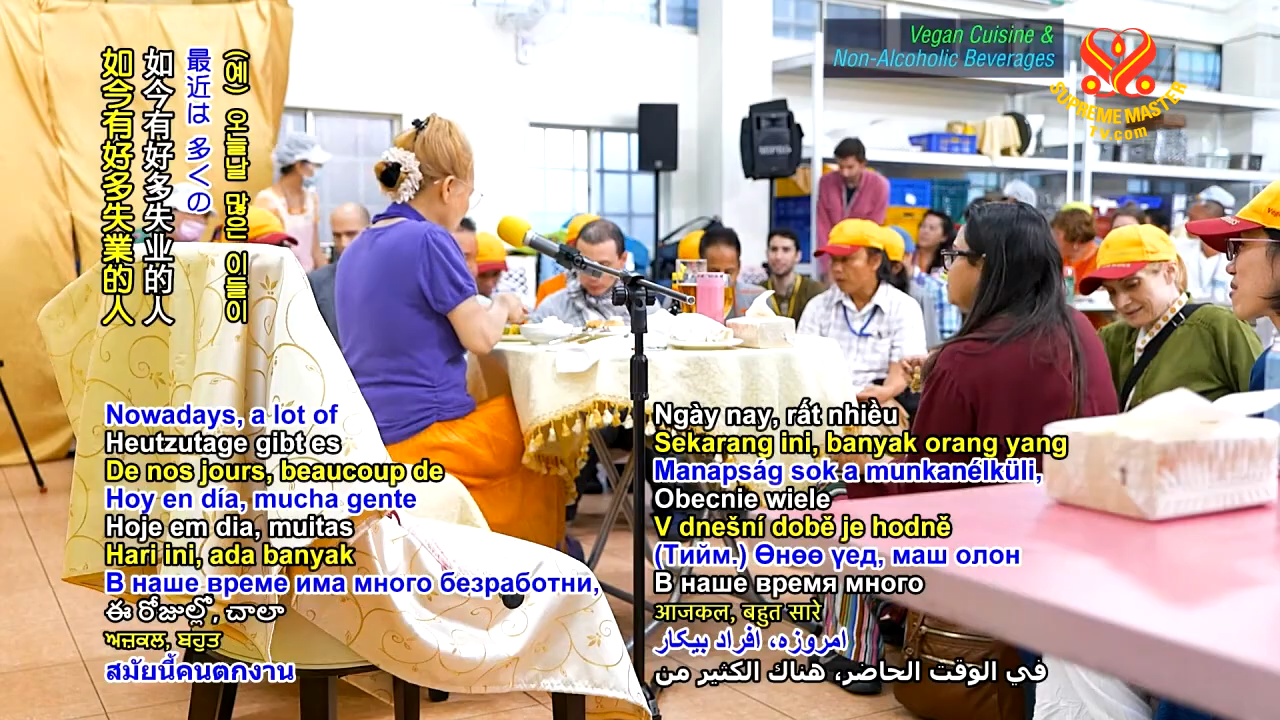 Vegan Cuisine &
Non-Alcoholic Beverages
SUPREME MASTER
TV.com
(예) 오늘날 많은 이들이
最近は 多くの
如今有好多失业的人
如今有好多失業的人
Nowadays, a lot of
Heutzutage gibt es
De nos jours, beaucoup de
Hoy en día, mucha gente
Hoje em dia, muitas
Hari ini, ada banyak
В наше време има много безработни,
ఈ రోజుల్లో, చాలా
ਅਜ਼ਕਲ, ਬਹੁਤ
สมัยนี้คนตกงาน
Ngày nay, rất nhiều
Sekarang ini, banyak orang yang
Manapság sok a munkanélküli,
Obecnie wiele
V dnešní době je hodně
(Тийм.) Өнөө үед, маш олон
В наше время много
आजकल, बहुत सारे
امروزه، افراد بیکار
في الوقت الحاضر، هناك الكثير من